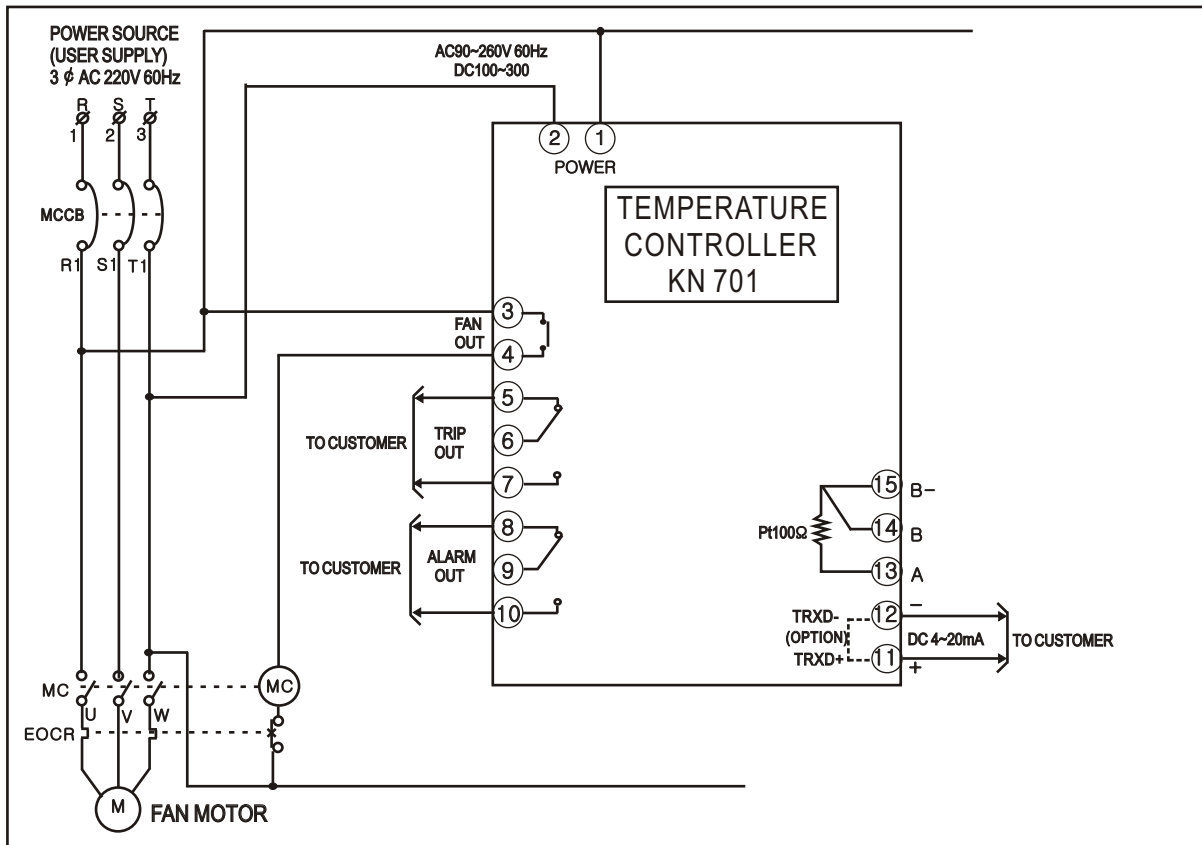 POWER SOURCE
(USER SUPPLY)
3 ¢ AC 220V 60Hz
R S T
1 2 3
MCCB
R1 S1 T1
AC90~260V 60Hz
DC100~300
2 1
POWER
TEMPERATURE
CONTROLLER
KN 701
3
FAN
OUT
4
5
TO CUSTOMER
TRIP
OUT
6
7
8
TO CUSTOMER
ALARM
OUT
9
10
15 B-
Pt100Ω
14 B
13 A
12 -
TRXD-
(OPTION)
TRXD+
11 +
DC 4~20mA
TO CUSTOMER
MC
MC
U V W
EOCR
M
FAN MOTOR